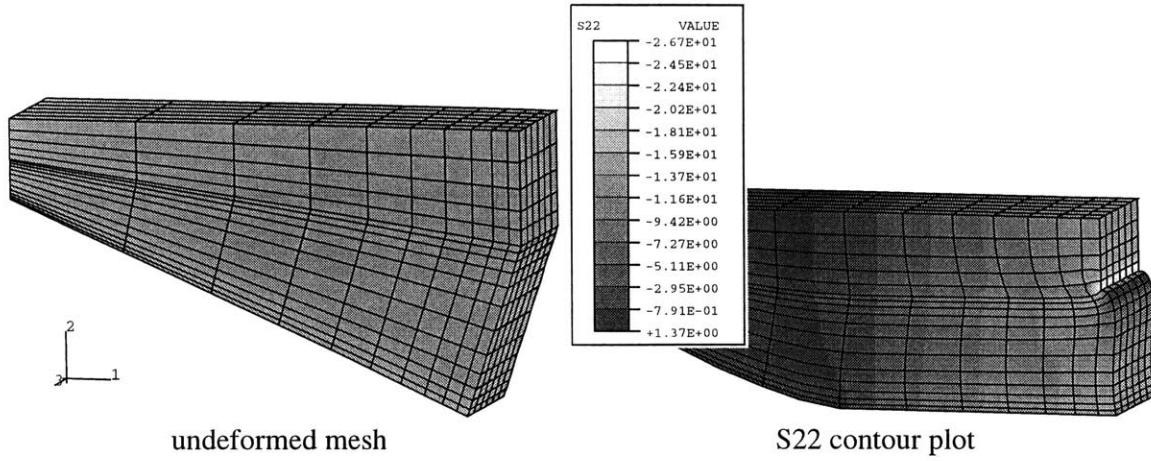 S22 VALUE
-2.67E+01
-2.45E+01
-2.24E+01
-2.02E+01
-1.81E+01
-1.59E+01
-1.37E+01
-1.16E+01
-9.42E+00
-7.27E+00
-5.11E+00
-2.95E+00
-7.91E-01
+1.37E+00
2
3 1
undeformed mesh
S22 contour plot